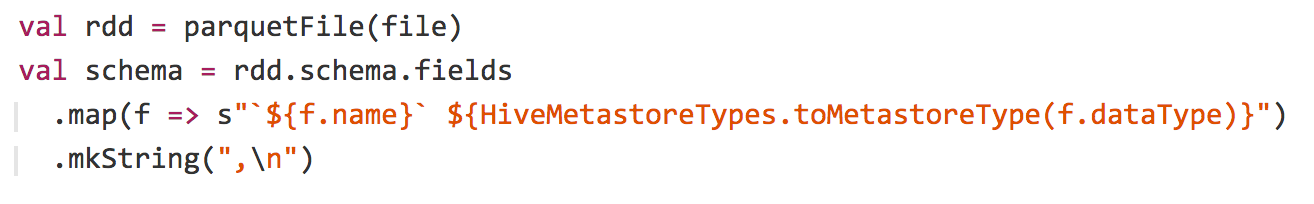 val rdd = parquetFile(file)
val schema = rdd.schema.fields
.map(f => s"`${f.name}` ${HiveMetastoreTypes.toMetastoreType(f.dataType)}")
.mkString(",\n")